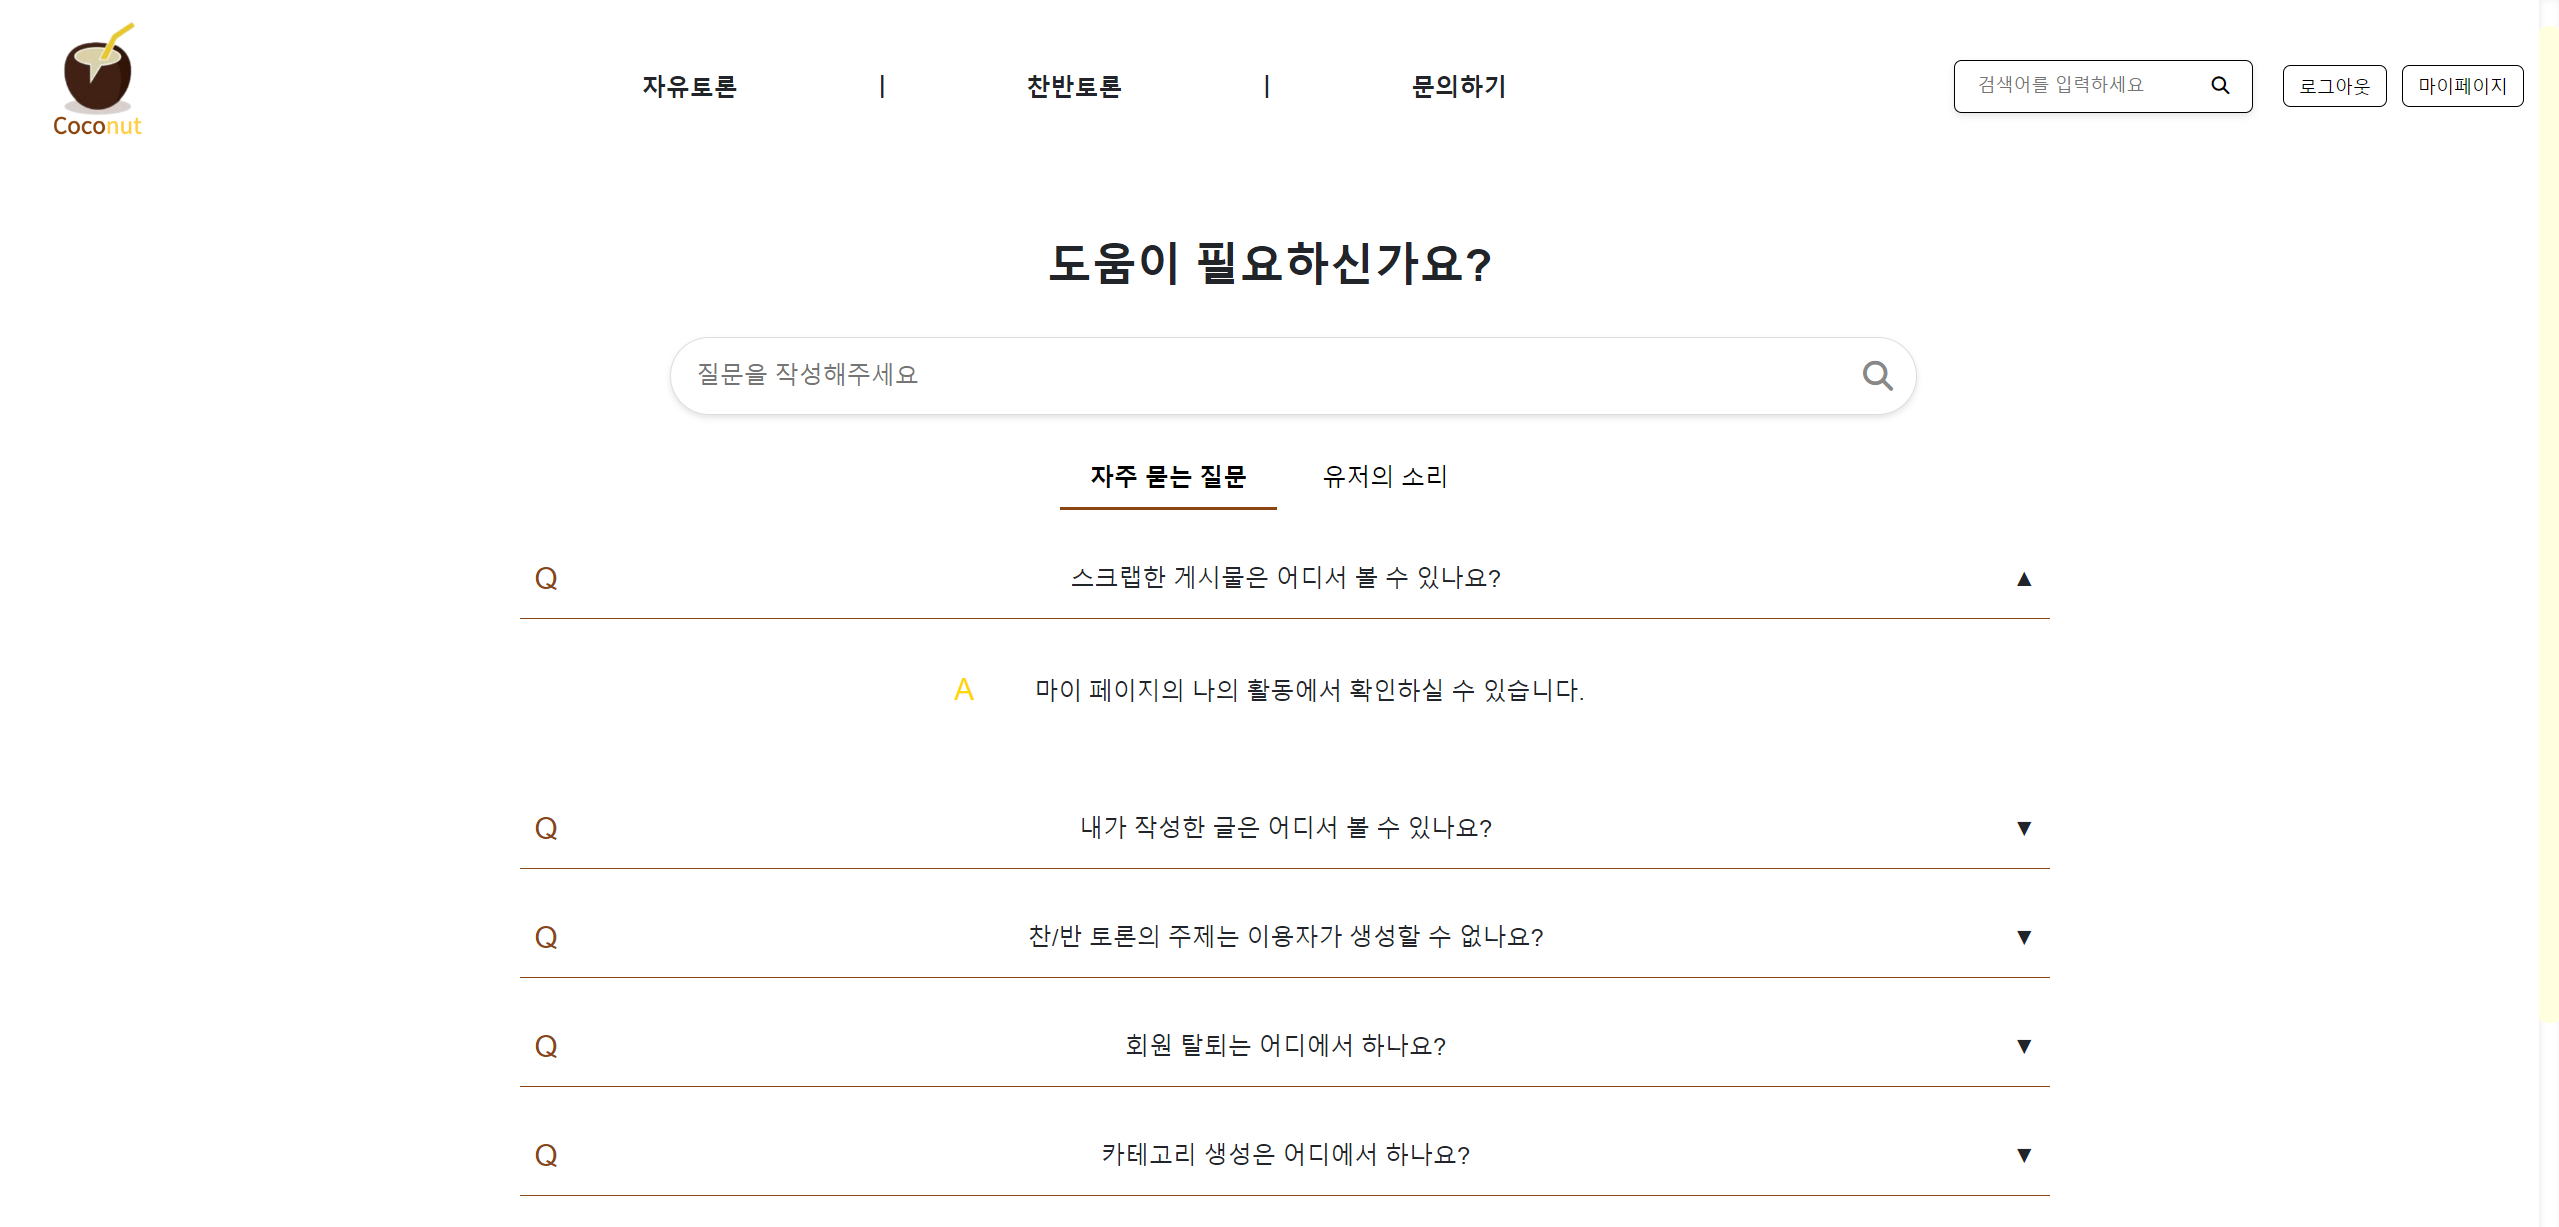 Coconut
자유토론 | 찬반토론 | 문의하기
검색어를 입력하세요
로그아웃
마이페이지
도움이 필요하신가요?
질문을 작성해주세요
자주 묻는 질문
유저의 소리
Q 스크랩한 게시물은 어디서 볼 수 있나요? ▲
A 마이 페이지의 나의 활동에서 확인하실 수 있습니다.
Q 내가 작성한 글은 어디서 볼 수 있나요? ▼
Q 찬/반 토론의 주제는 이용자가 생성할 수 없나요? ▼
Q 회원 탈퇴는 어디에서 하나요? ▼
Q 카테고리 생성은 어디에서 하나요? ▼